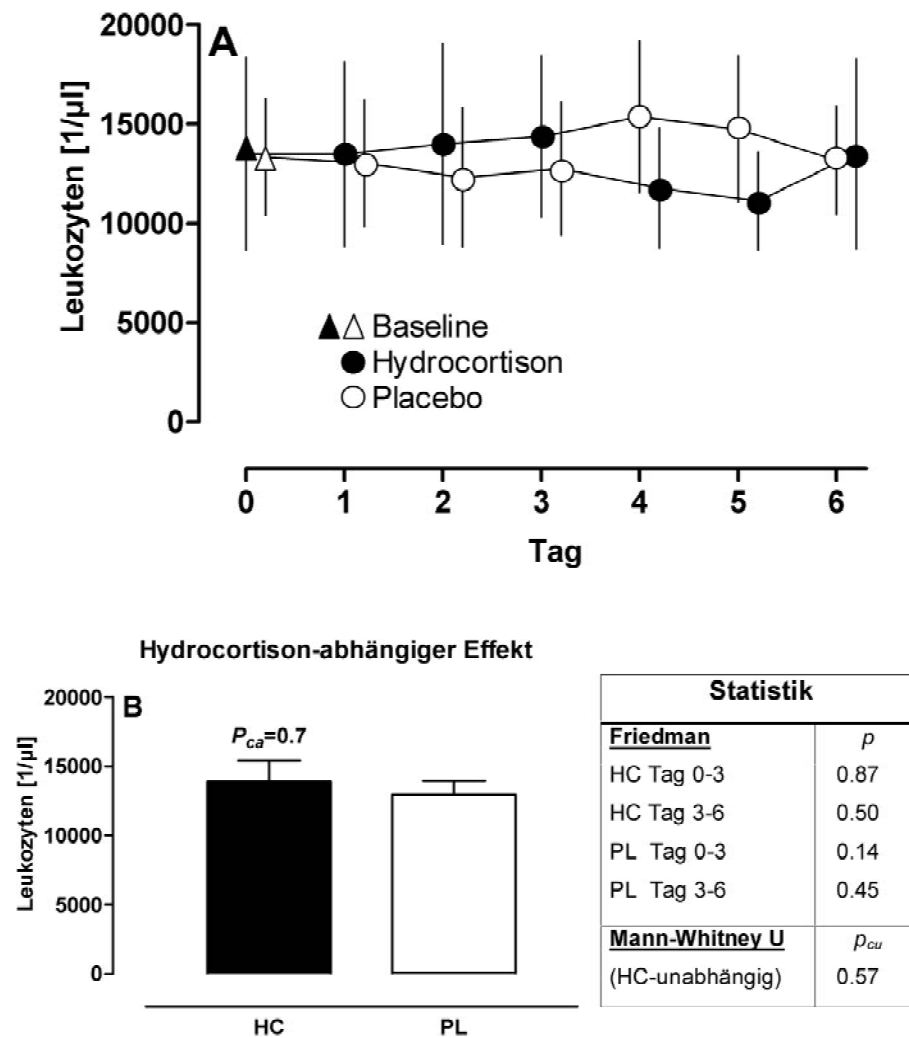 A
20000
15000
10000
5000
0
Leukozyten [1/µl]
Baseline
Hydrocortison
Placebo
0 1 2 3 4 5 6
Tag
Hydrocortison-abhängiger Effekt
B
20000
15000
10000
5000
0
Leukozyten [1/µl]
Pca=0.7
HC PL
Statistik
Friedman p
HC Tag 0-3 0.87
HC Tag 3-6 0.50
PL Tag 0-3 0.14
PL Tag 3-6 0.45
Mann-Whitney U pcu
(HC-unabhängig) 0.57